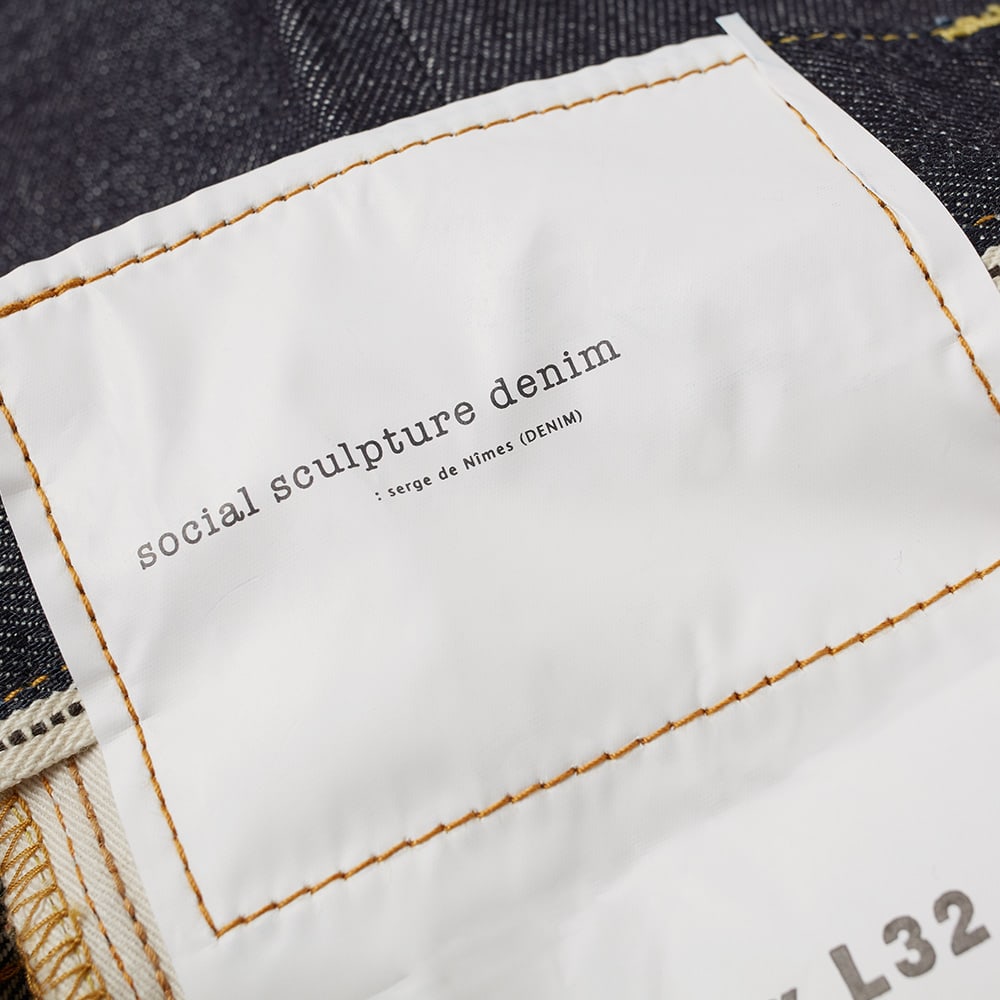 social sculpture denim
: serge de Nîmes (DENIM)
L32